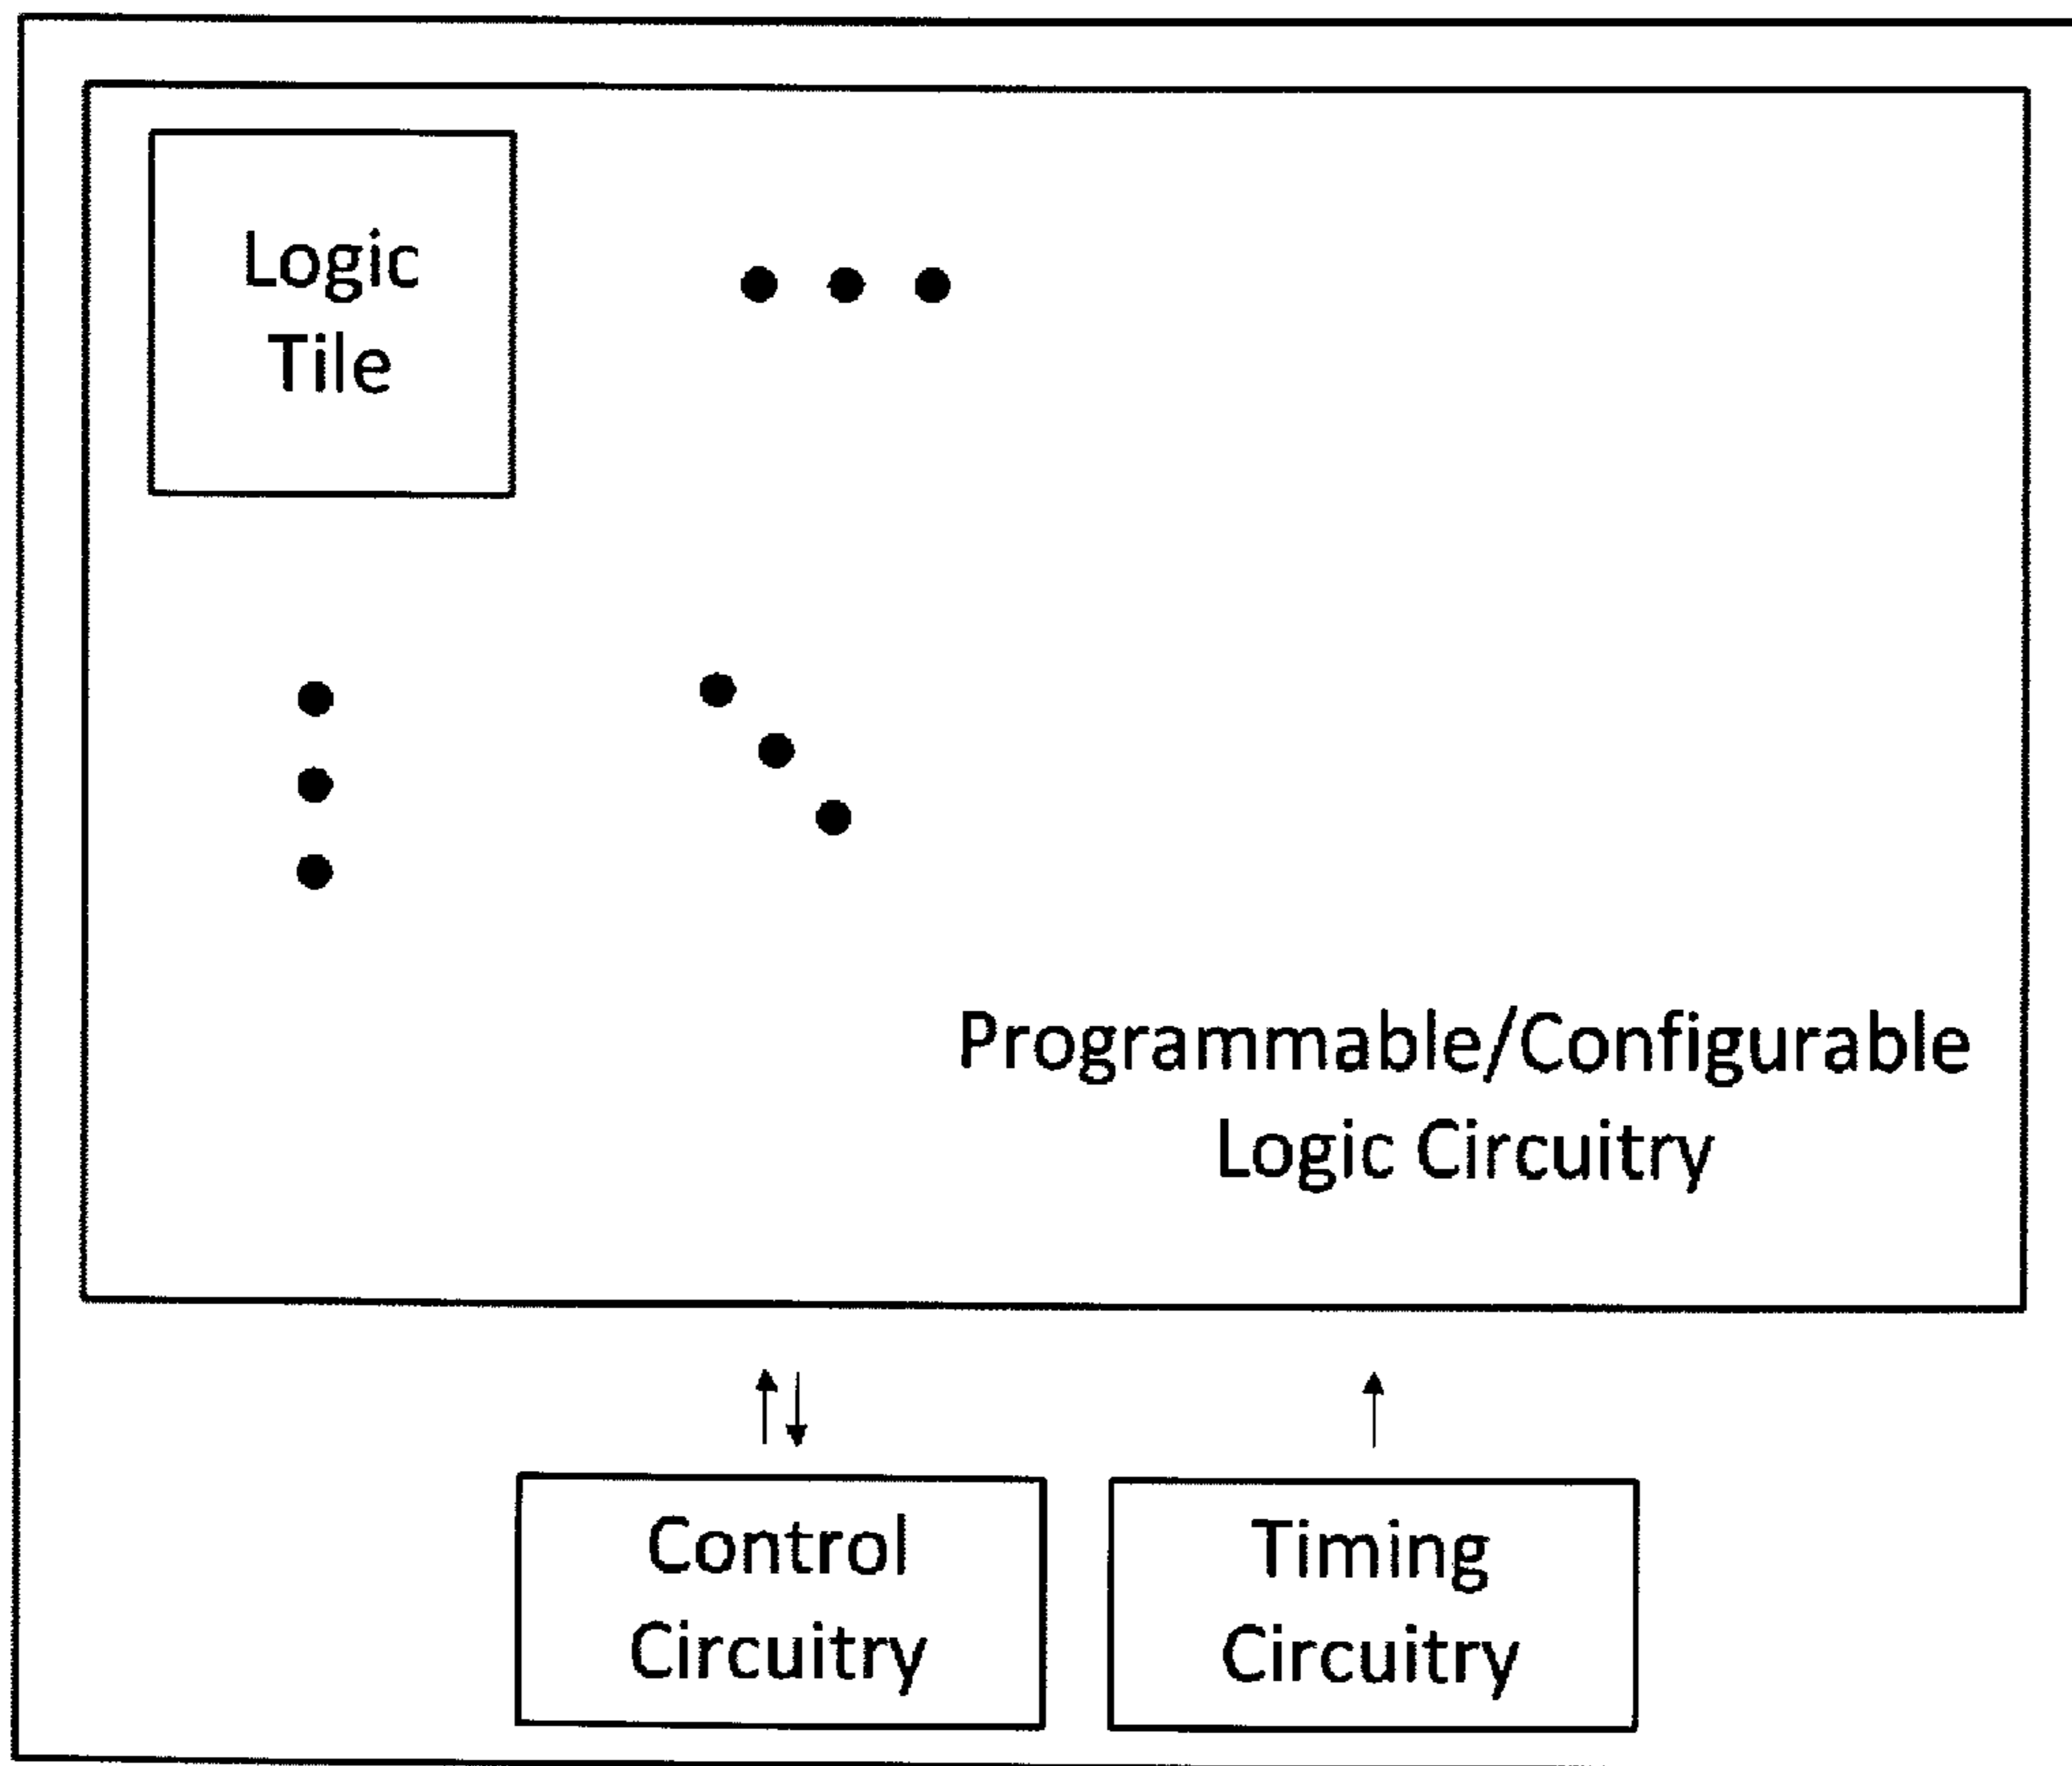 Logic
Tile
Programmable/Configurable
Logic Circuitry
Control
Circuitry
Timing
Circuitry